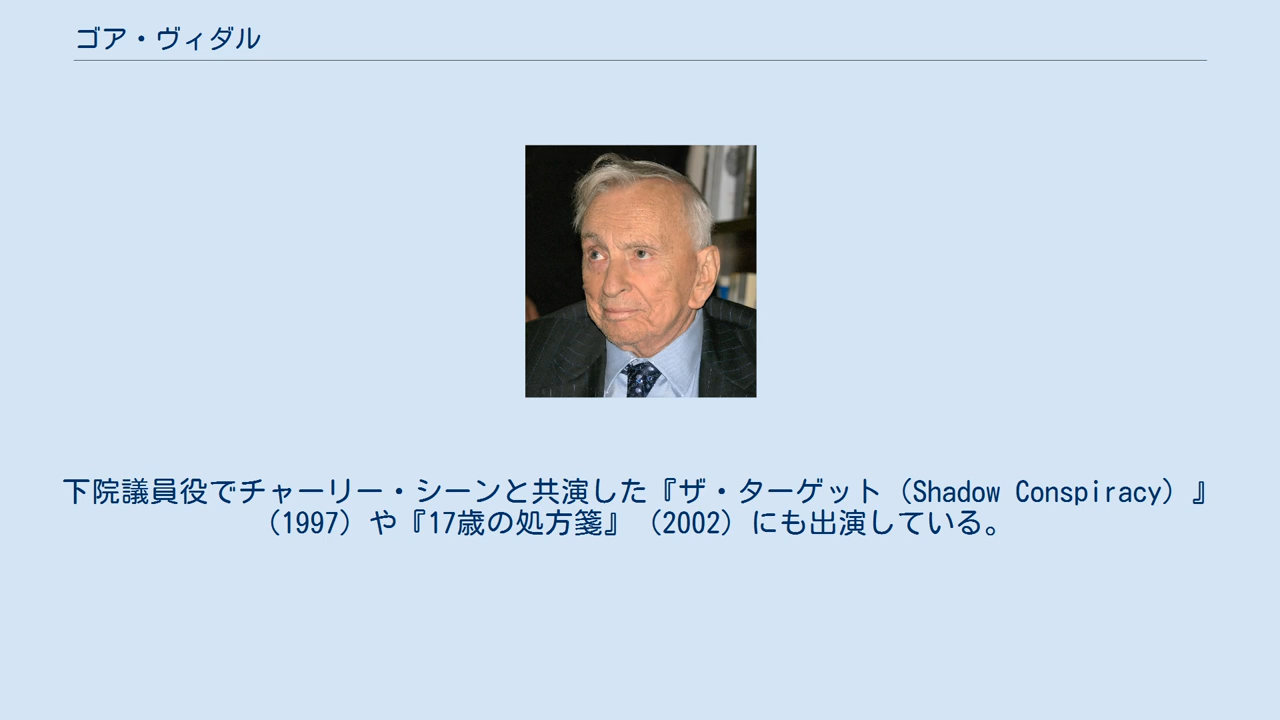 ゴア・ヴィダル
下院議員役でチャーリー・シーンと共演した『ザ・ターゲット（Shadow Conspiracy）』
（1997）や『17歳の処方箋』（2002）にも出演している。